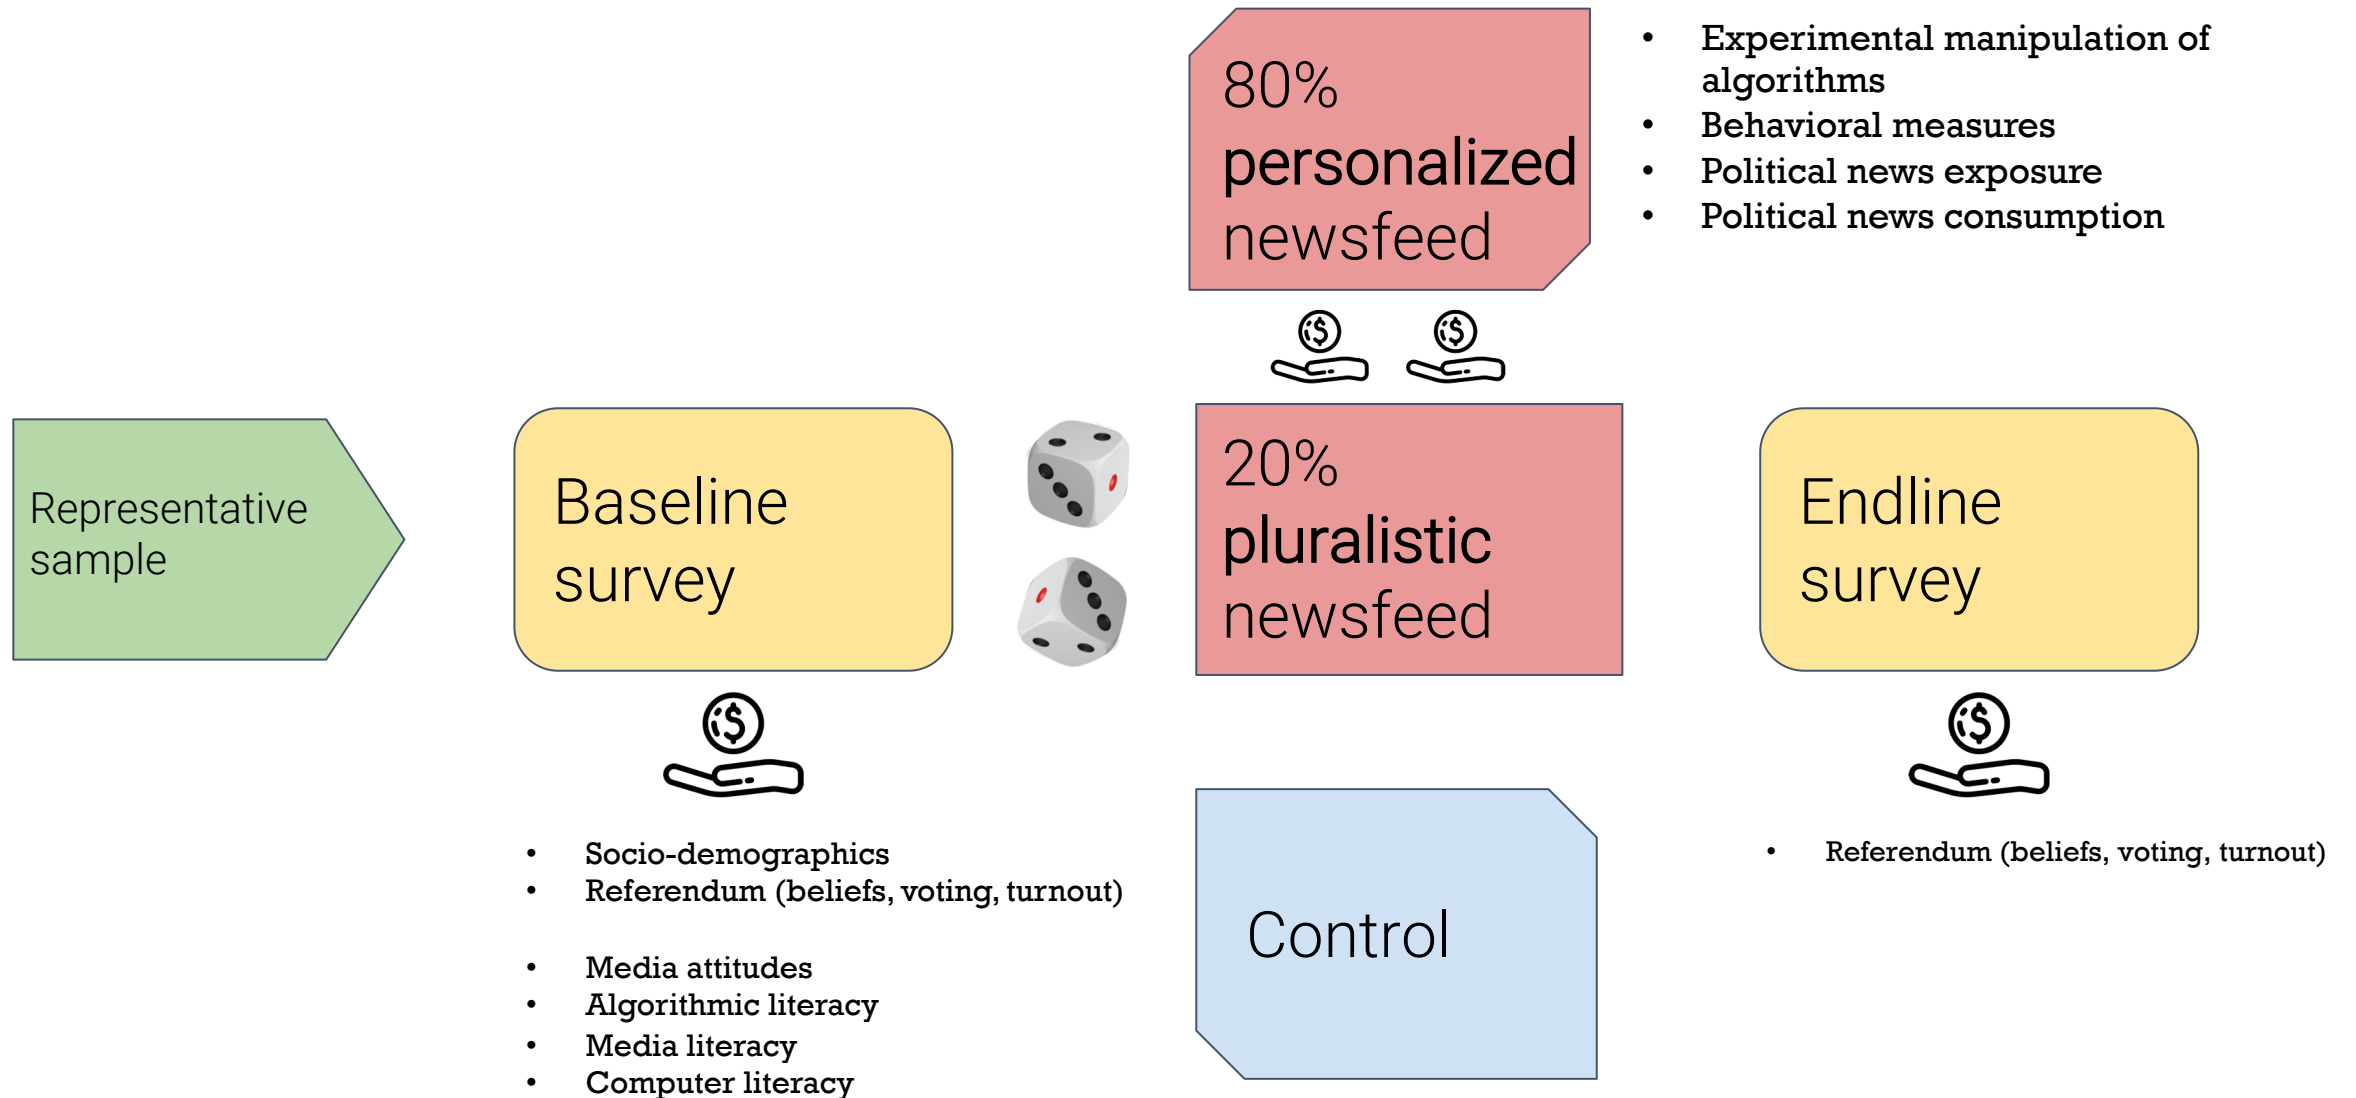 80%
personalized
newsfeed
• Experimental manipulation of
algorithms
• Behavioral measures
• Political news exposure
• Political news consumption
Representative
sample
Baseline
survey
20%
pluralistic
newsfeed
Endline
survey
• Socio-demographics
• Referendum (beliefs, voting, turnout)
• Media attitudes
• Algorithmic literacy
• Media literacy
• Computer literacy
Control
• Referendum (beliefs, voting, turnout)